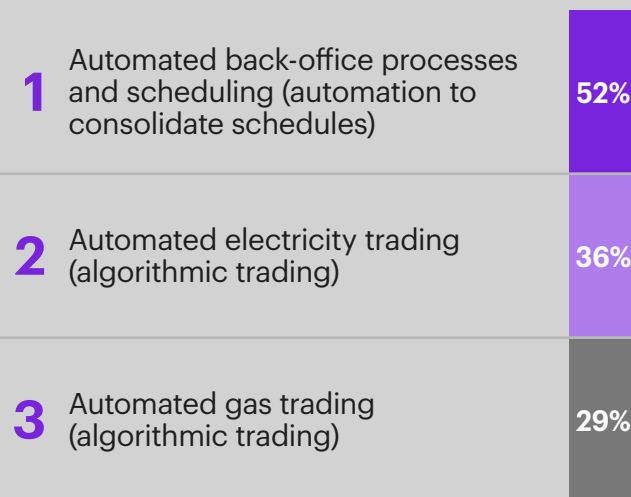 1
Automated back-office processes
and scheduling (automation to
consolidate schedules)
52%
2
Automated electricity trading
(algorithmic trading)
36%
3
Automated gas trading
(algorithmic trading)
29%